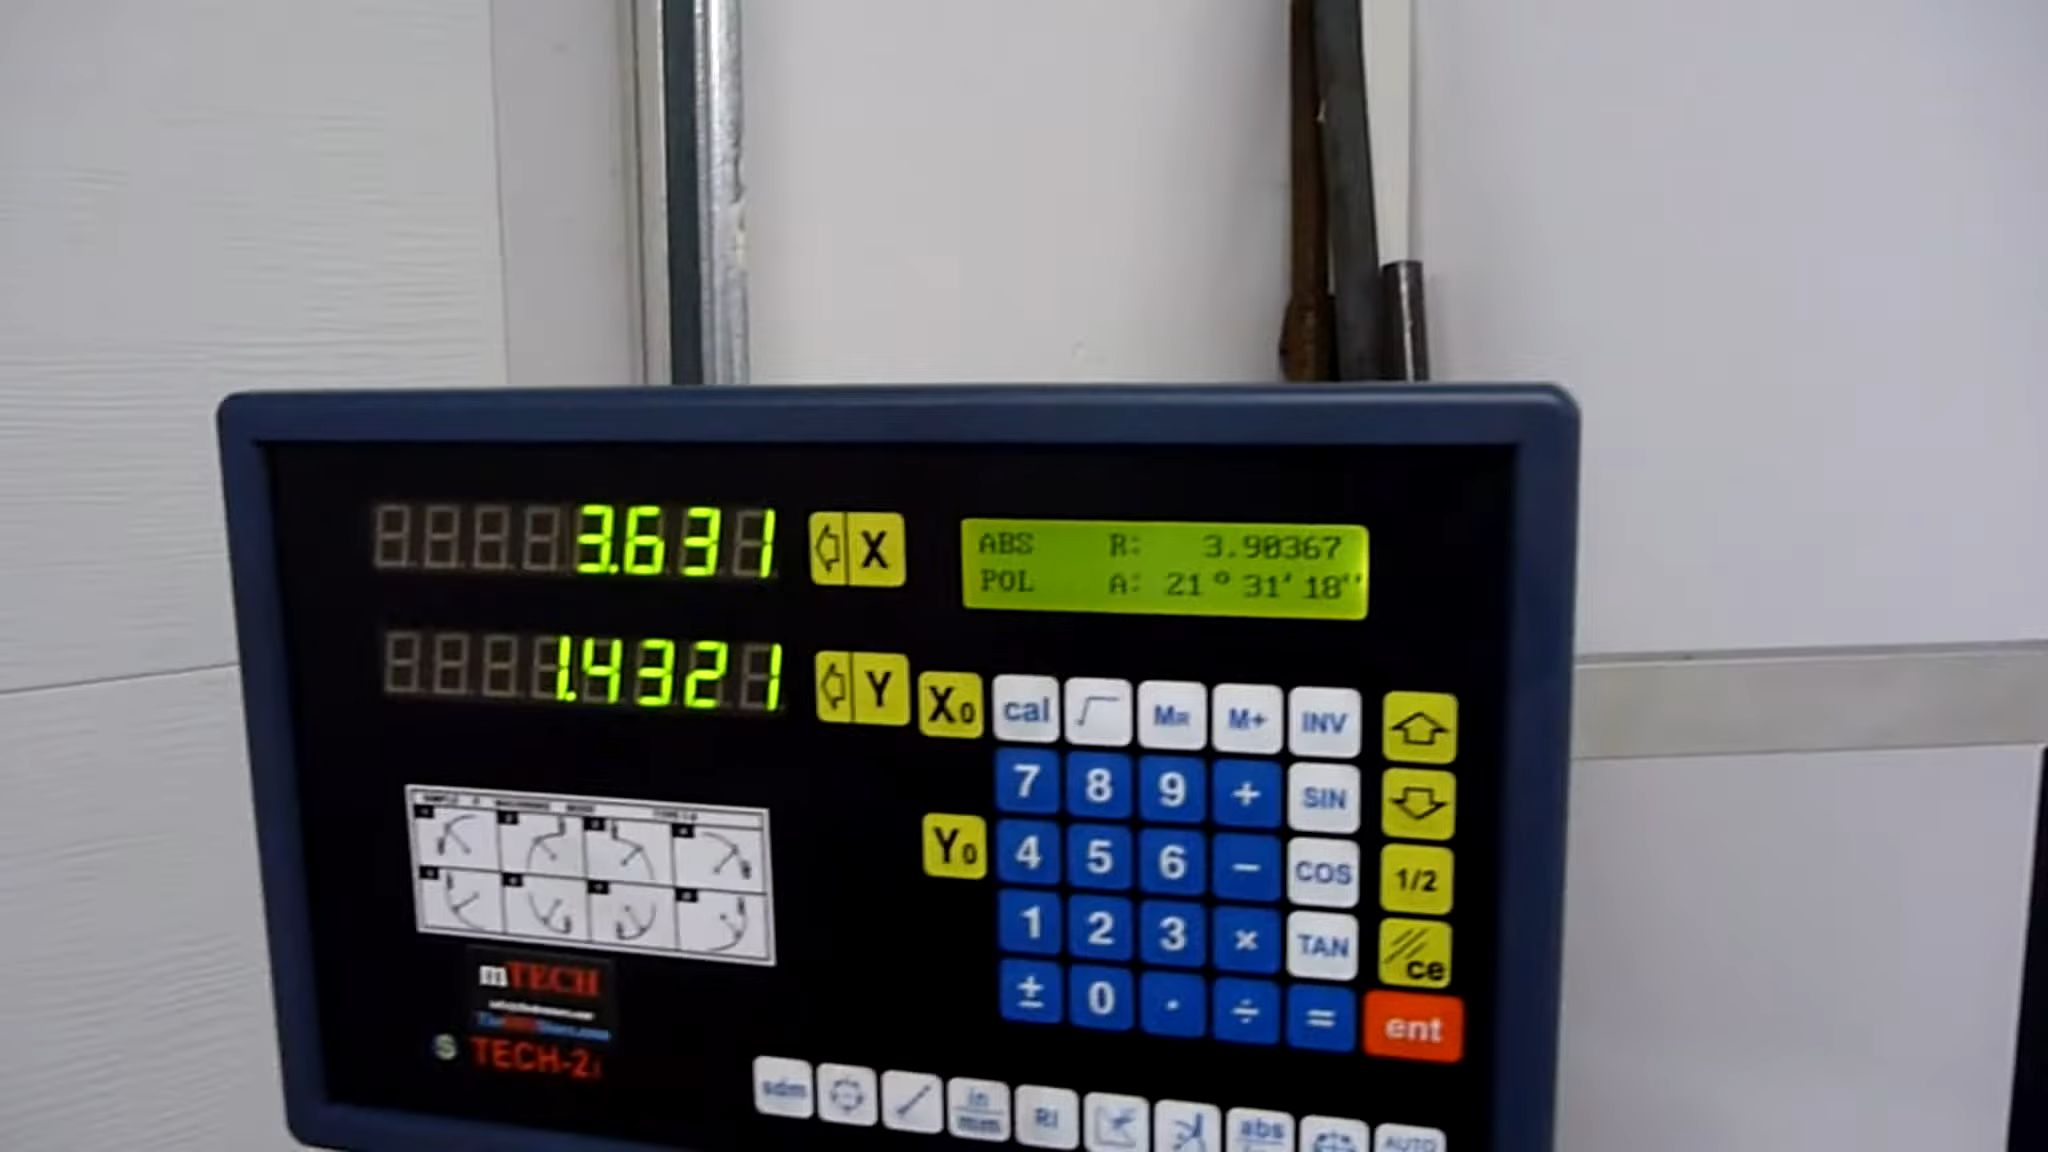 3.631
X
ABS R: 3.90367
POL A: 21° 31' 18"
1.4321
Y
X0 cal MR M+ INV
7 8 9 + SIN
Y0 4 5 6 − COS 1/2
1 2 3 × TAN ce
± 0 . ÷ = ent
mTECH
S TECH-2i
sdm in/mm RI abs AUTO